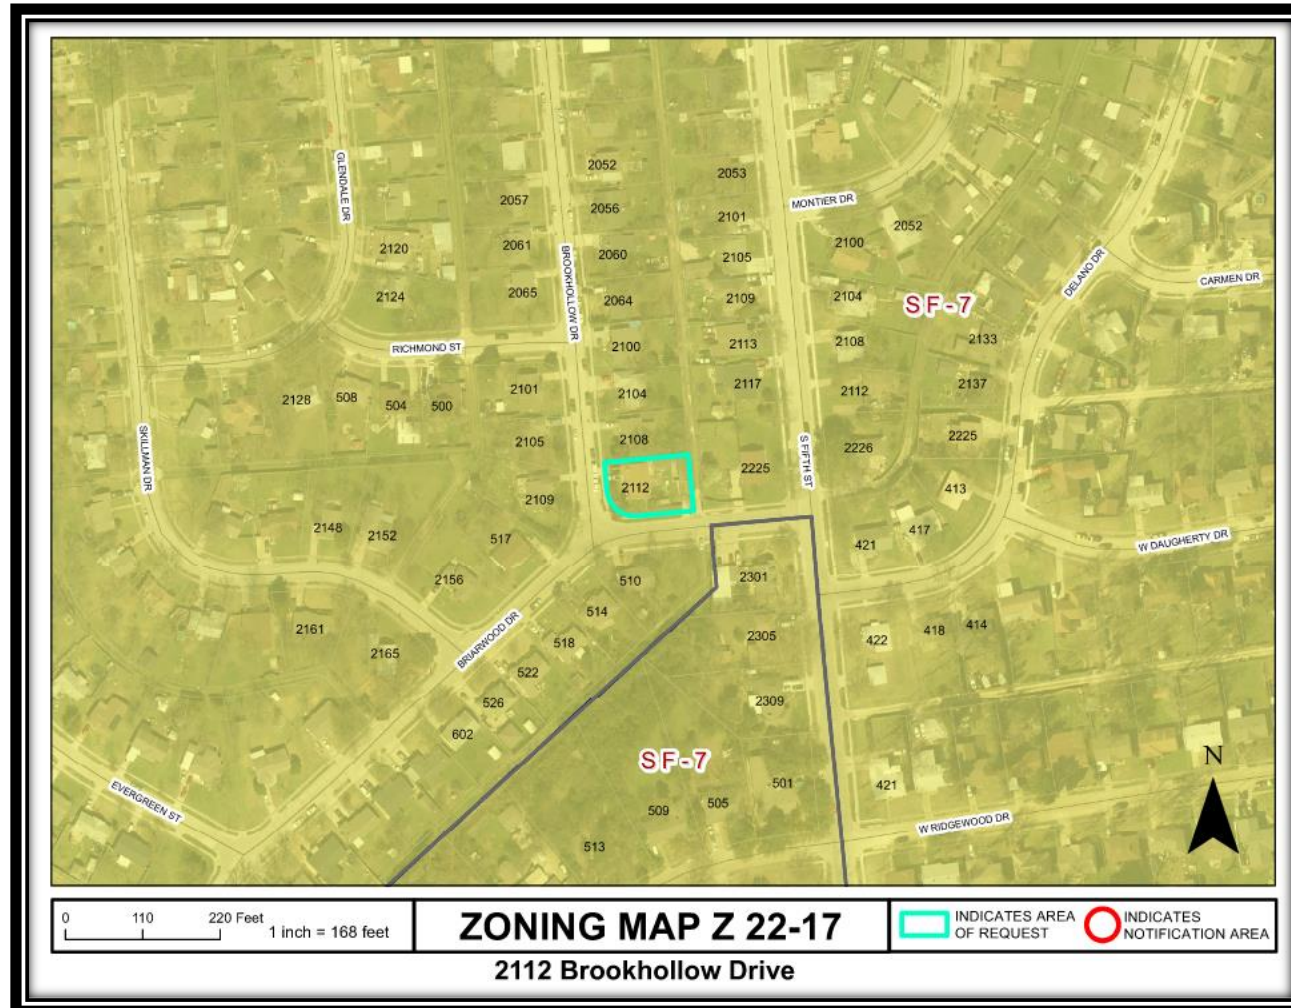 2052
2053
2057
2056
MONTIER DR
GLENDALE DR
2101
2052
2061
2120
2060
2105
2100
BROOKHOLLOW DR
DELANO DR
CARMEN DR
2065
2124
2064
2109
2104
SF-7
RICHMOND ST
2100
2113
2108
2133
2101
2104
2117
2112
2137
2128
508
504
500
2105
2108
2226
2225
SKILLMAN DR
S FIFTH ST
2225
2109
2112
413
2148
2152
517
421
417
W DAUGHERTY DR
2156
510
2301
514
2161
BRIARWOOD DR
518
2305
422
418
414
2165
522
526
2309
602
SF-7
N
EVERGREEN ST
509
505
501
421
W RIDGEWOOD DR
513
0 110 220 Feet
1 inch = 168 feet
ZONING MAP Z 22-17
INDICATES AREA
OF REQUEST
INDICATES
NOTIFICATION AREA
2112 Brookhollow Drive